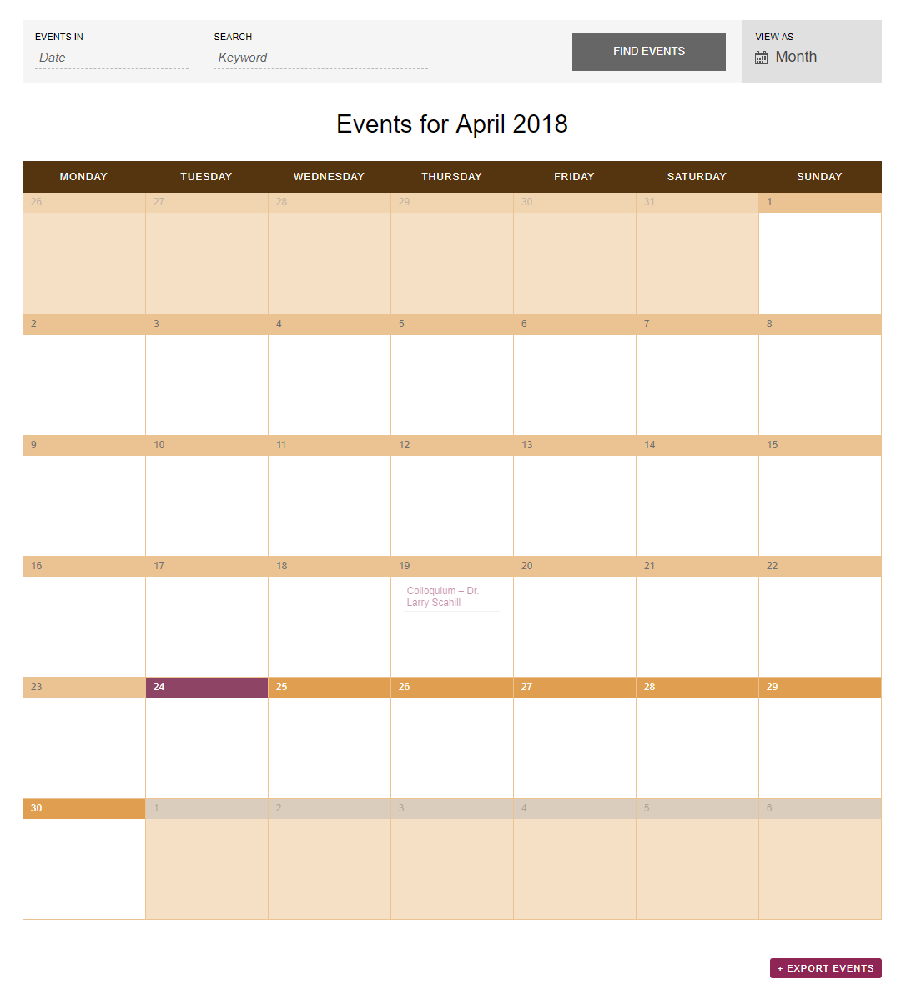 EVENTS IN
Date
SEARCH
Keyword
FIND EVENTS
VIEW AS
Month
Events for April 2018
MONDAY TUESDAY WEDNESDAY THURSDAY FRIDAY SATURDAY SUNDAY
26 27 28 29 30 31 1
2 3 4 5 6 7 8
9 10 11 12 13 14 15
16 17 18 19 20 21 22
Colloquium – Dr.
Larry Scahill
23 24 25 26 27 28 29
30 1 2 3 4 5 6
+ EXPORT EVENTS